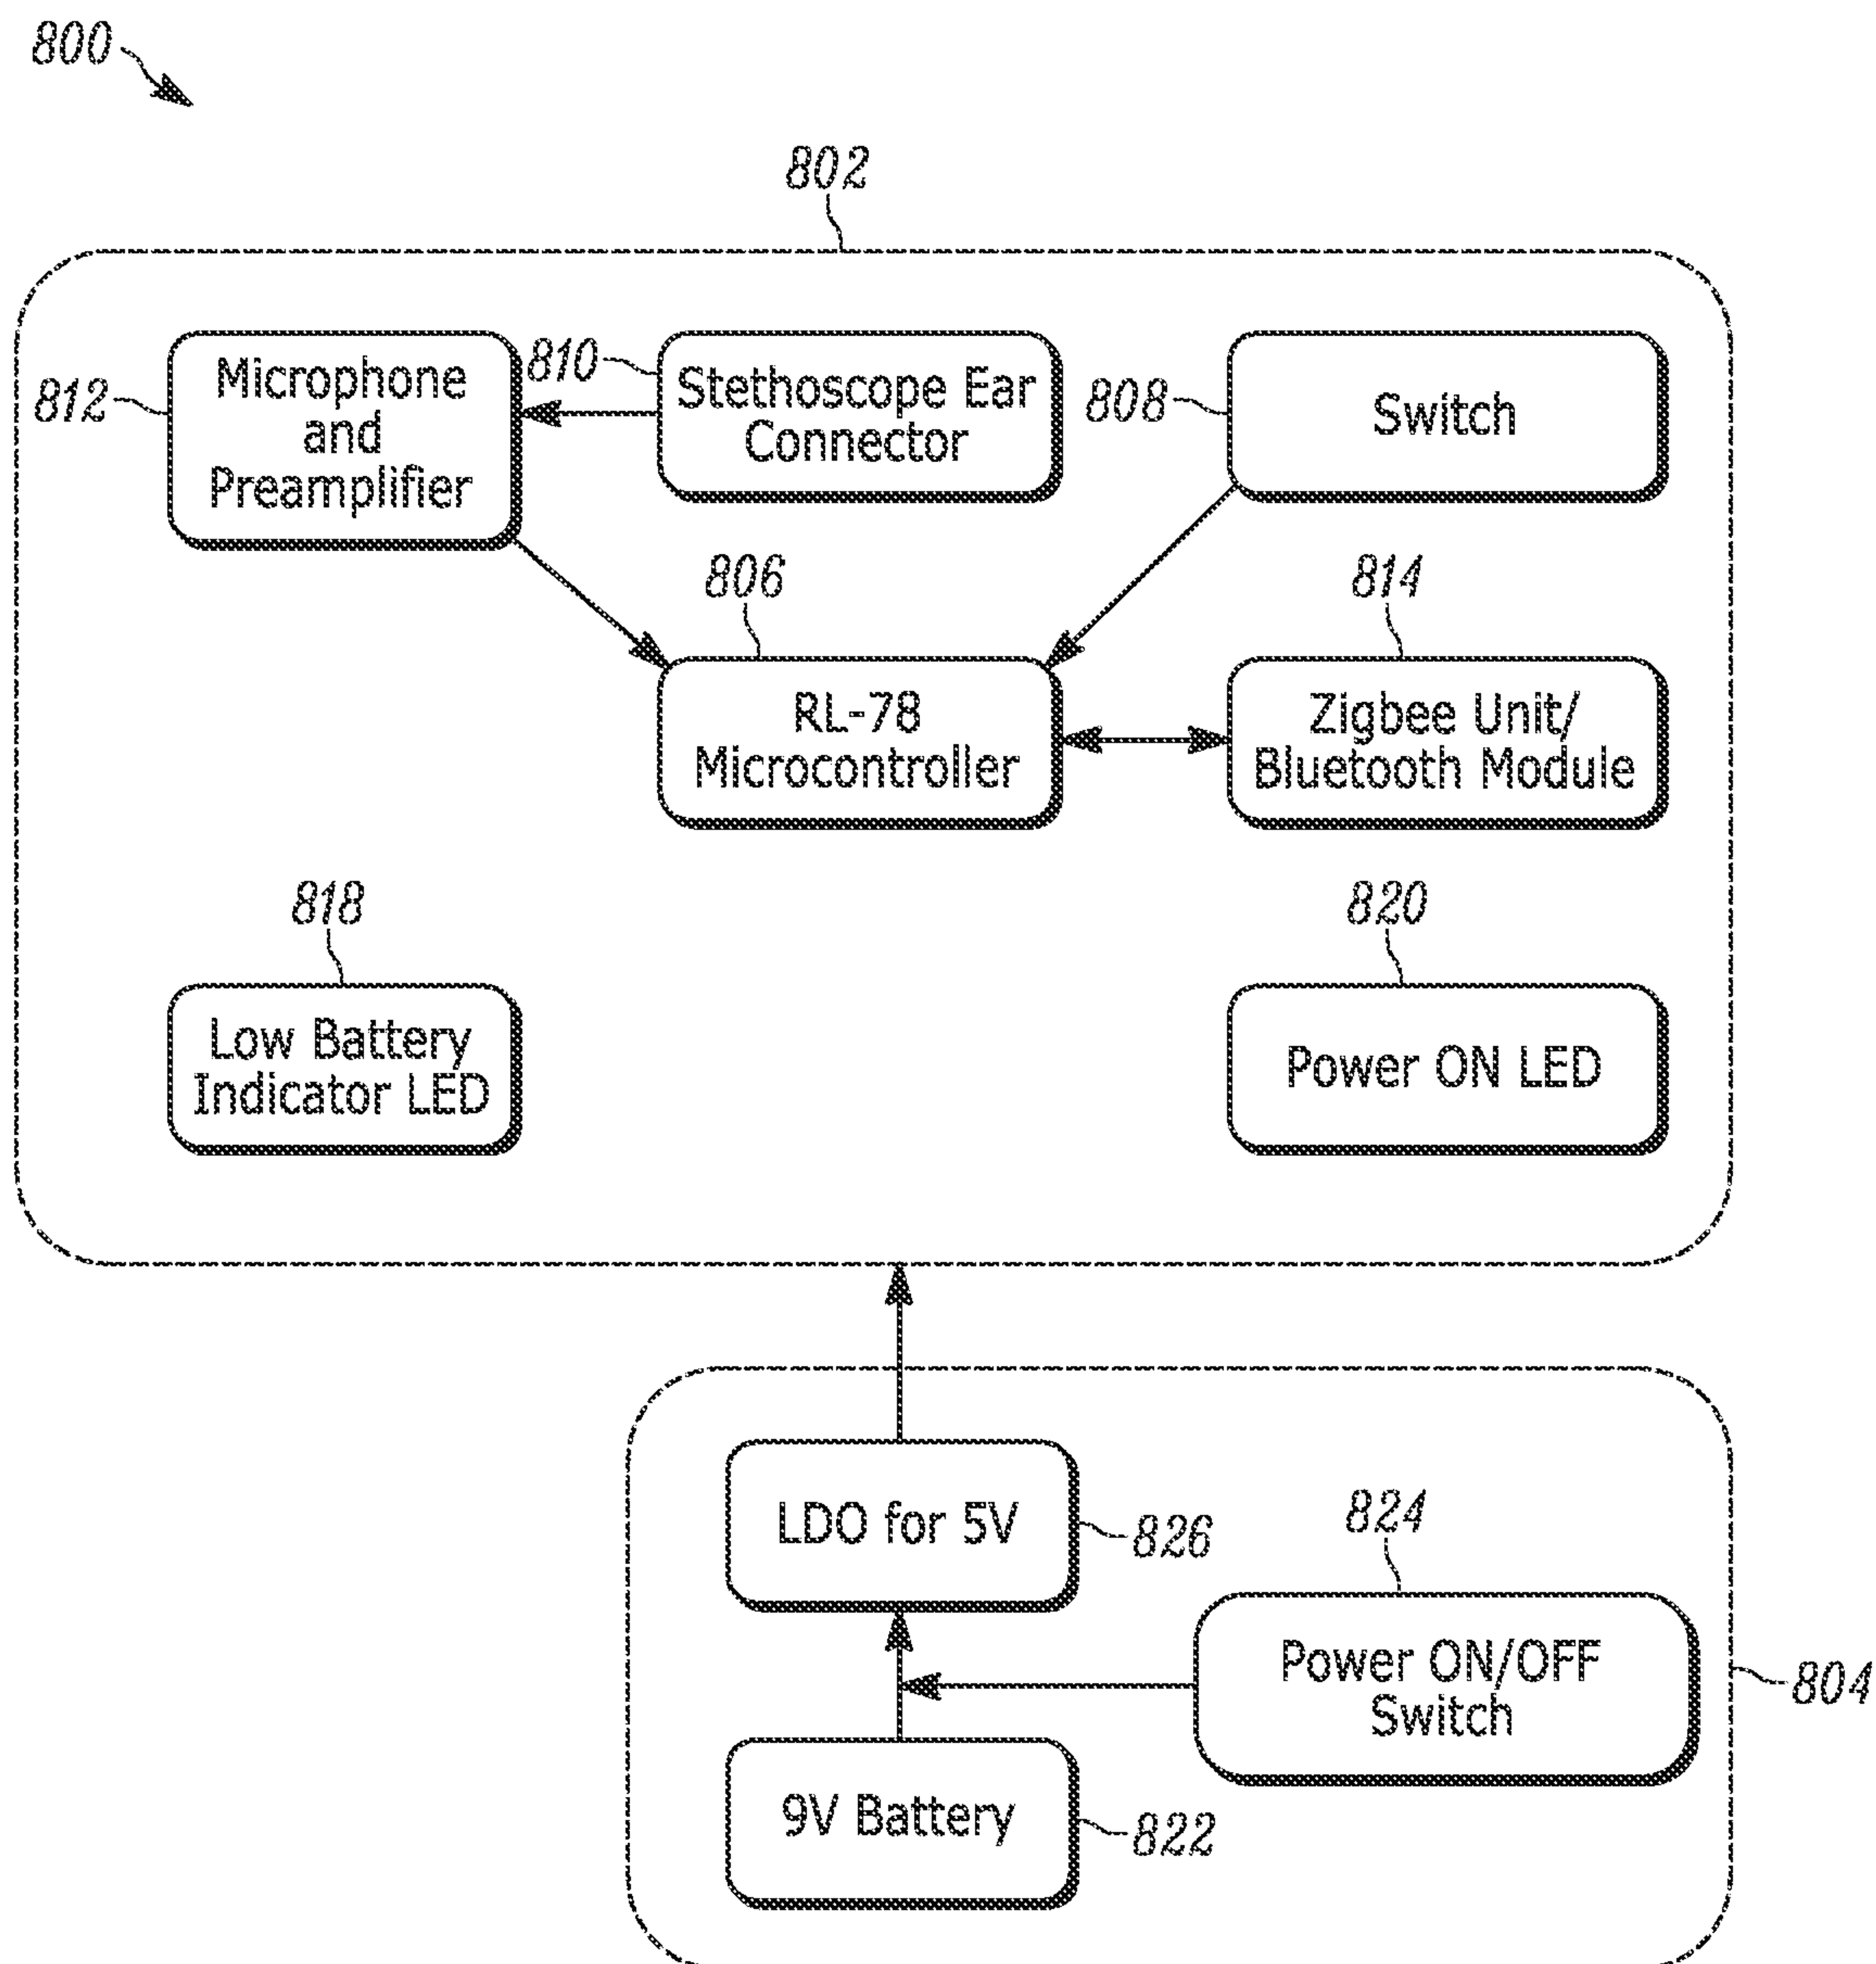 800
802
812
Microphone
and
Preamplifier
810
Stethoscope Ear
Connector
808
Switch
806
RL-78
Microcontroller
814
Zigbee Unit/
Bluetooth Module
818
Low Battery
Indicator LED
820
Power ON LED
LDO for 5V
826
824
Power ON/OFF
Switch
804
9V Battery
822